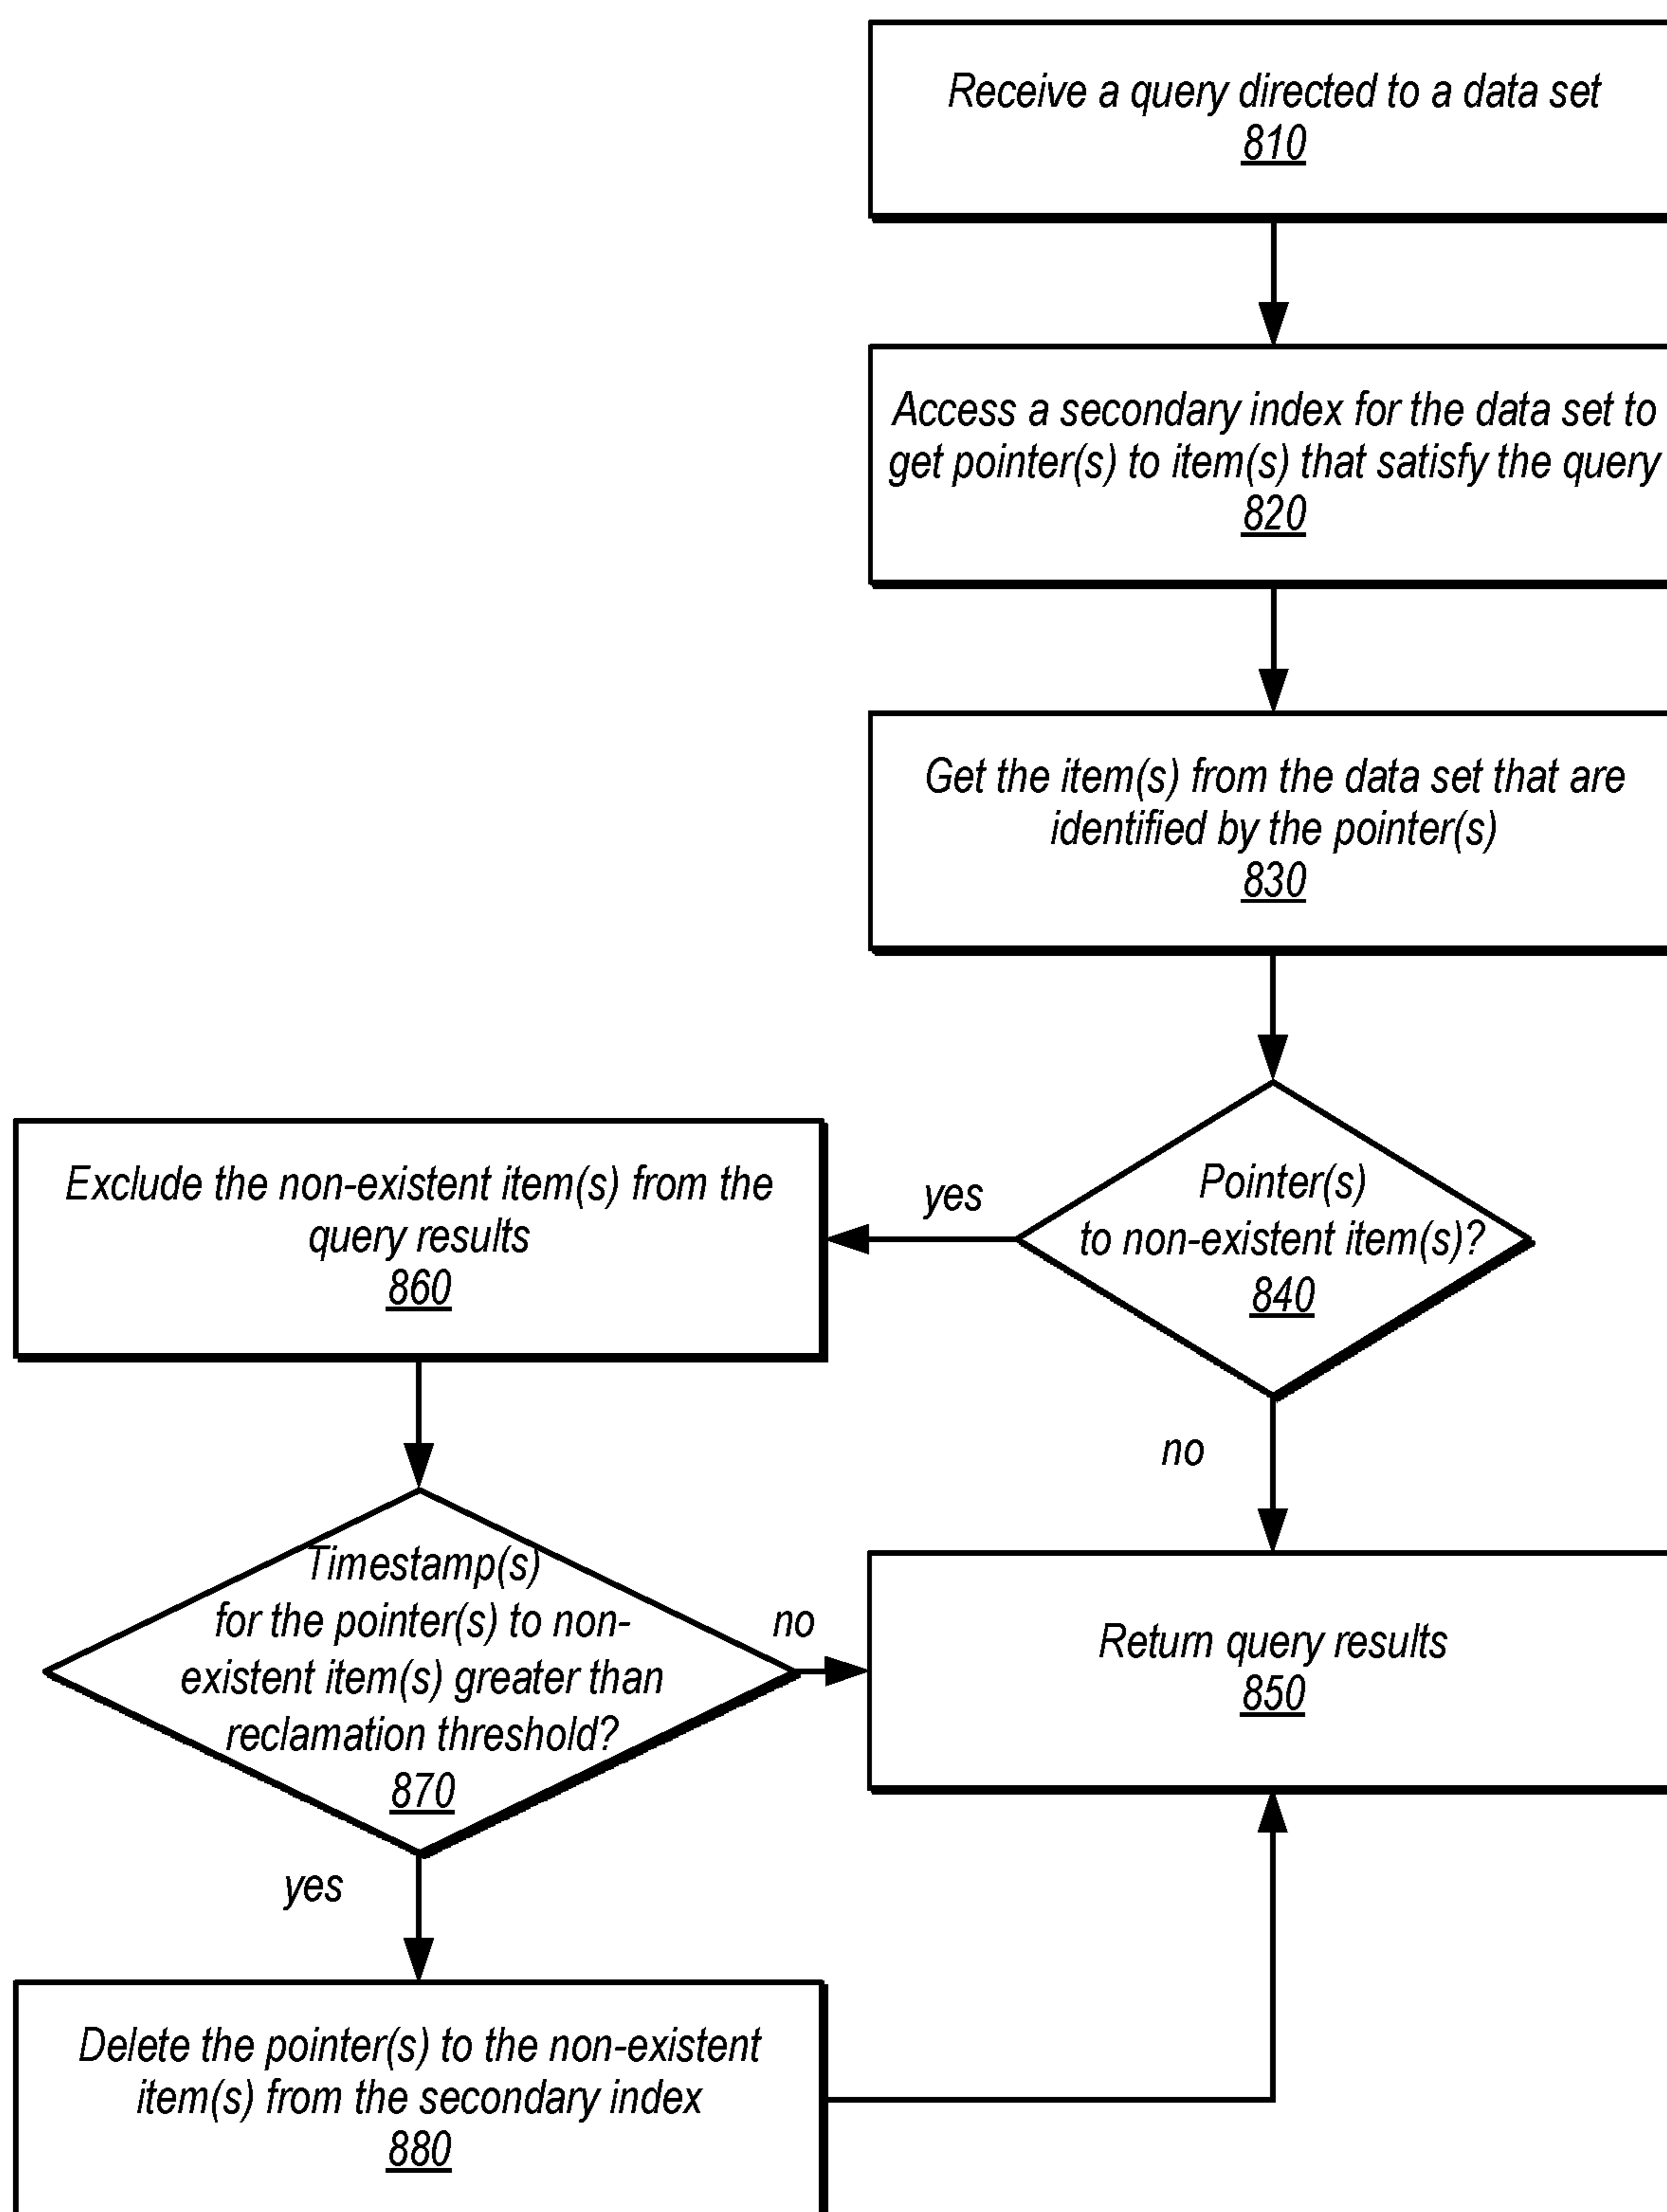 Receive a query directed to a data set
810
Access a secondary index for the data set to
get pointer(s) to item(s) that satisfy the query
820
Get the item(s) from the data set that are
identified by the pointer(s)
830
Pointer(s)
to non-existent item(s)?
840
yes
Exclude the non-existent item(s) from the
query results
860
no
Timestamp(s)
for the pointer(s) to non-
existent item(s) greater than
reclamation threshold?
870
no
Return query results
850
yes
Delete the pointer(s) to the non-existent
item(s) from the secondary index
880